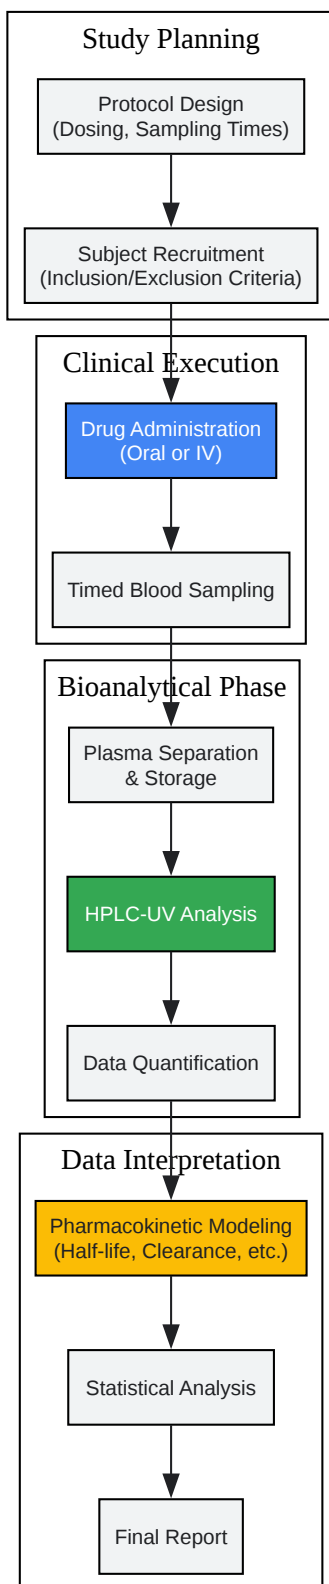 Study Planning
Protocol Design
(Dosing, Sampling Times)
Subject Recruitment
(Inclusion/Exclusion Criteria)
Clinical Execution
Drug Administration
(Oral or IV)
Timed Blood Sampling
Bioanalytical Phase
Plasma Separation
& Storage
HPLC-UV Analysis
Data Quantification
Data Interpretation
Pharmacokinetic Modeling
(Half-life, Clearance, etc.)
Statistical Analysis
Final Report